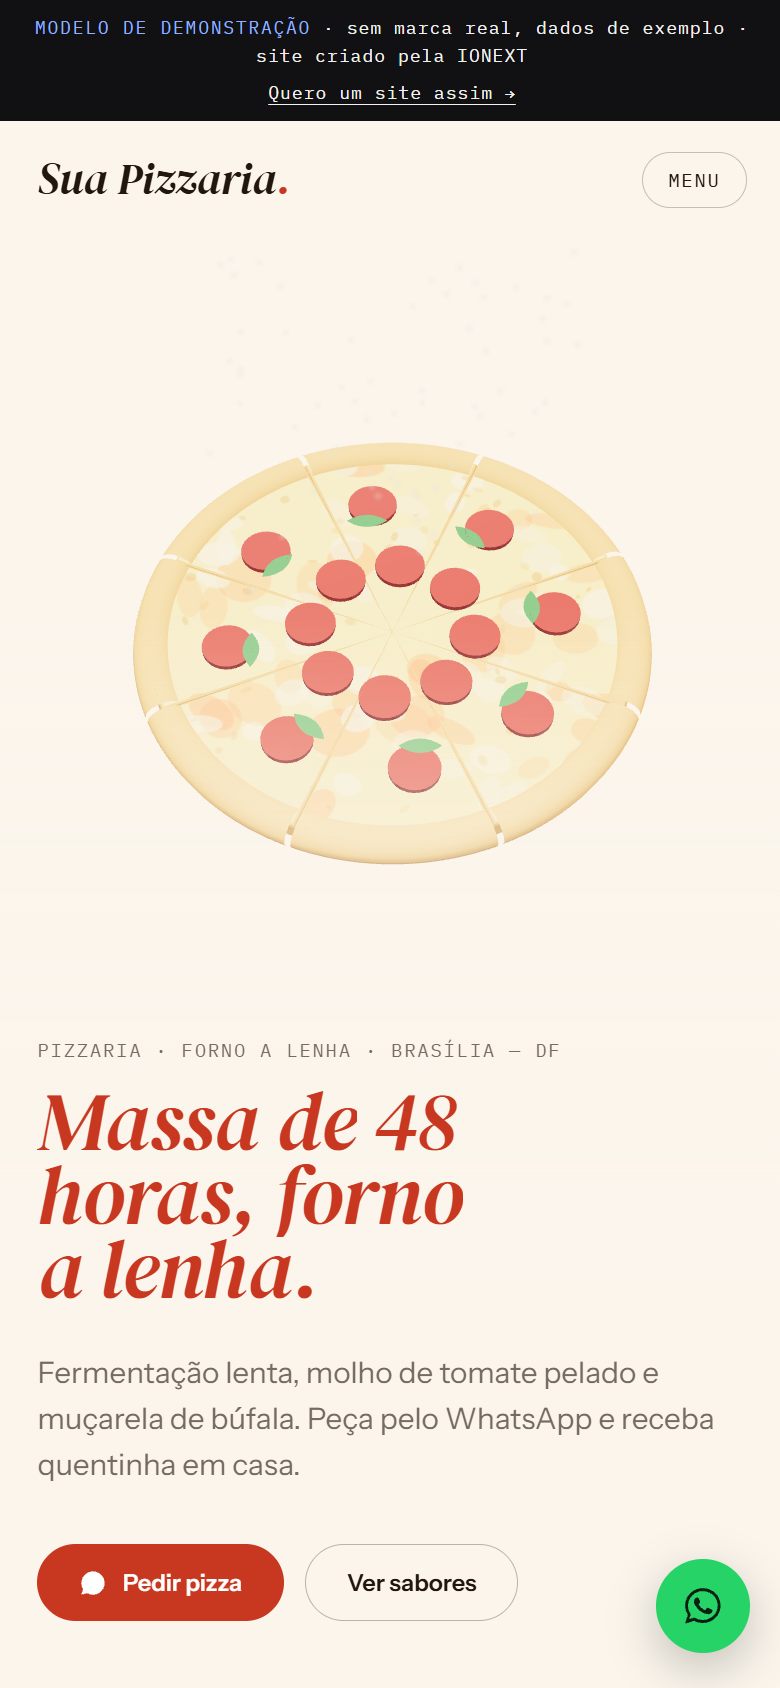 MODELO DE DEMONSTRAÇÃO · sem marca real, dados de exemplo ·
site criado pela IONEXT
Quero um site assim →
Sua Pizzaria.
MENU
PIZZARIA · FORNO A LENHA · BRASÍLIA — DF
Massa de 48
horas, forno
a lenha.
Fermentação lenta, molho de tomate pelado e
muçarela de búfala. Peça pelo WhatsApp e receba
quentinha em casa.
Pedir pizza
Ver sabores